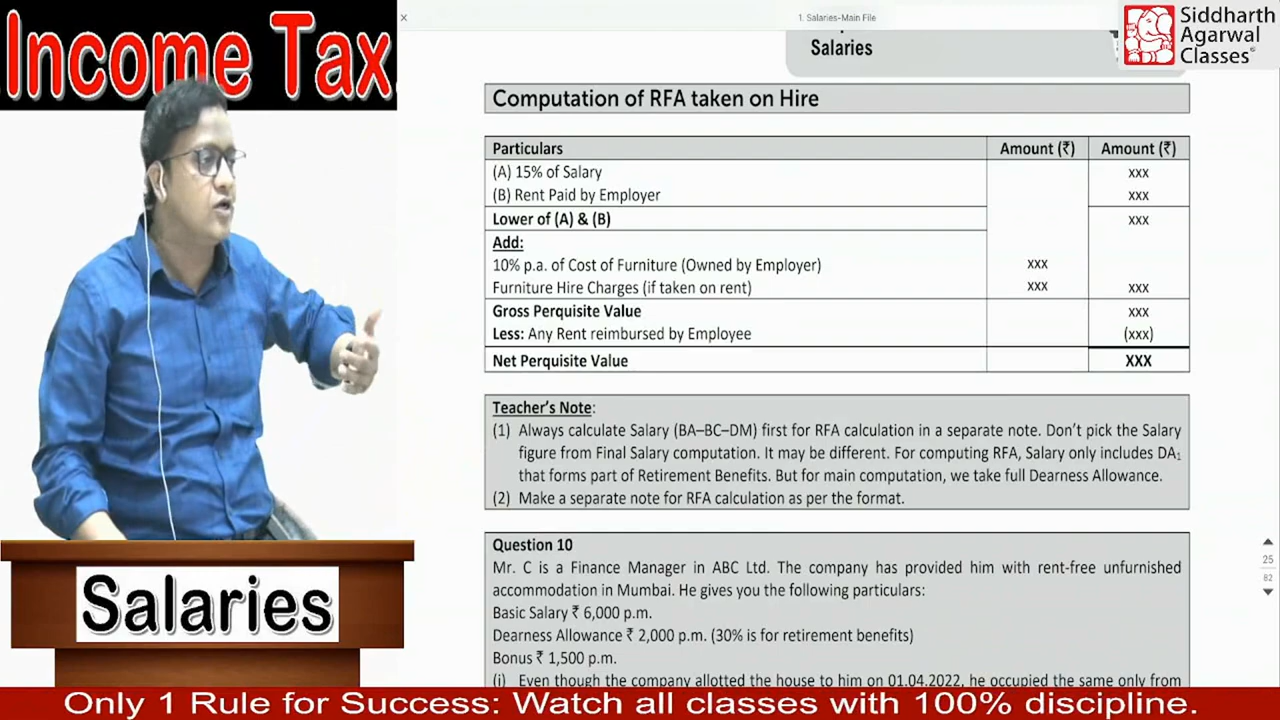 Income Tax
×
1. Salaries-Main File
Siddharth
Agarwal
Classes
Salaries
Computation of RFA taken on Hire
Particulars Amount (₹) Amount (₹)
(A) 15% of Salary xxx
(B) Rent Paid by Employer xxx
Lower of (A) & (B) xxx
Add:
10% p.a. of Cost of Furniture (Owned by Employer) xxx
Furniture Hire Charges (if taken on rent) xxx xxx
Gross Perquisite Value xxx
Less: Any Rent reimbursed by Employee (xxx)
Net Perquisite Value XXX
Teacher's Note:
(1) Always calculate Salary (BA–BC–DM) first for RFA calculation in a separate note. Don't pick the Salary
figure from Final Salary computation. It may be different. For computing RFA, Salary only includes DA₁
that forms part of Retirement Benefits. But for main computation, we take full Dearness Allowance.
(2) Make a separate note for RFA calculation as per the format.
Question 10
Mr. C is a Finance Manager in ABC Ltd. The company has provided him with rent-free unfurnished
accommodation in Mumbai. He gives you the following particulars:
Basic Salary ₹ 6,000 p.m.
Dearness Allowance ₹ 2,000 p.m. (30% is for retirement benefits)
Bonus ₹ 1,500 p.m.
(i) Even though the company allotted the house to him on 01.04.2022, he occupied the same only from
25
82
Salaries
Only 1 Rule for Success: Watch all classes with 100% discipline.